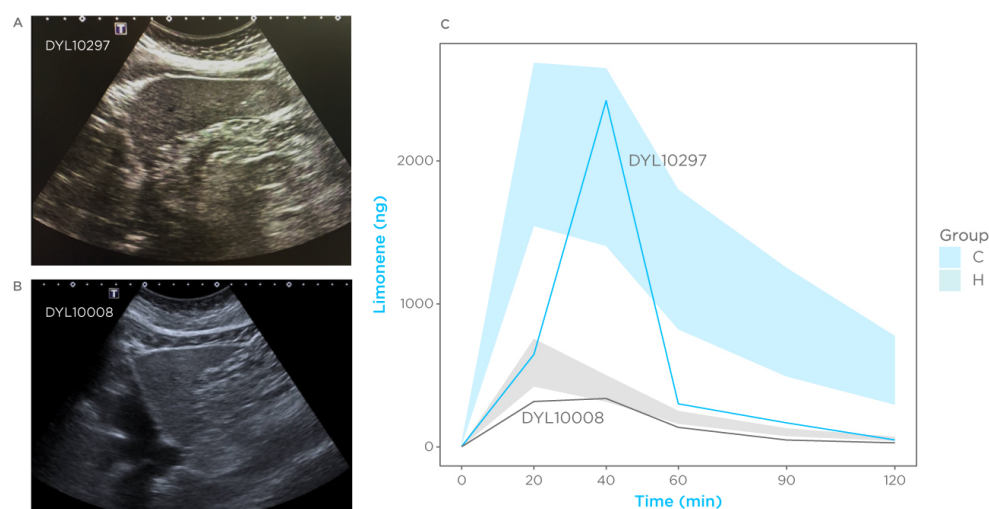 A
DYL10297
T
B
T
DYL10008
C
Limonene (ng)
2000
1000
0
DYL10297
DYL10008
0
20
40
60
90
120
Time (min)
Group
C
H